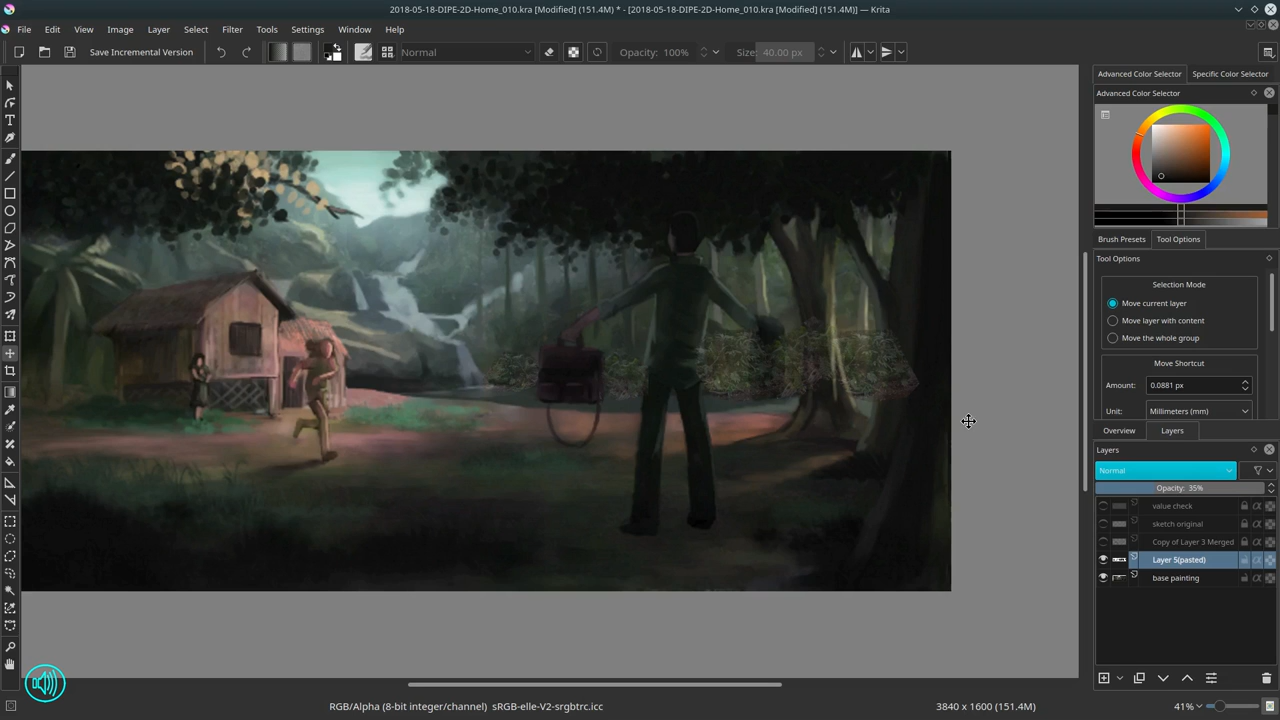 2018-05-18-DIPE-2D-Home_010.kra [Modified] (151.4M) * - [2018-05-18-DIPE-2D-Home_010.kra [Modified] (151.4M)] — Krita
File Edit View Image Layer Select Filter Tools Settings Window Help
Save Incremental Version Normal Opacity: 100% Size: 40.00 px
Advanced Color Selector Specific Color Selector
Advanced Color Selector
Brush Presets Tool Options
Tool Options
Selection Mode
Move current layer
Move layer with content
Move the whole group
Move Shortcut
Amount: 0.0881 px
Unit: Millimeters (mm)
Overview Layers
Layers
Normal
Opacity: 35%
value check
sketch original
Copy of Layer 3 Merged
Layer 5(pasted)
base painting
RGB/Alpha (8-bit integer/channel) sRGB-elle-V2-srgbtrc.icc 3840 x 1600 (151.4M) 41%